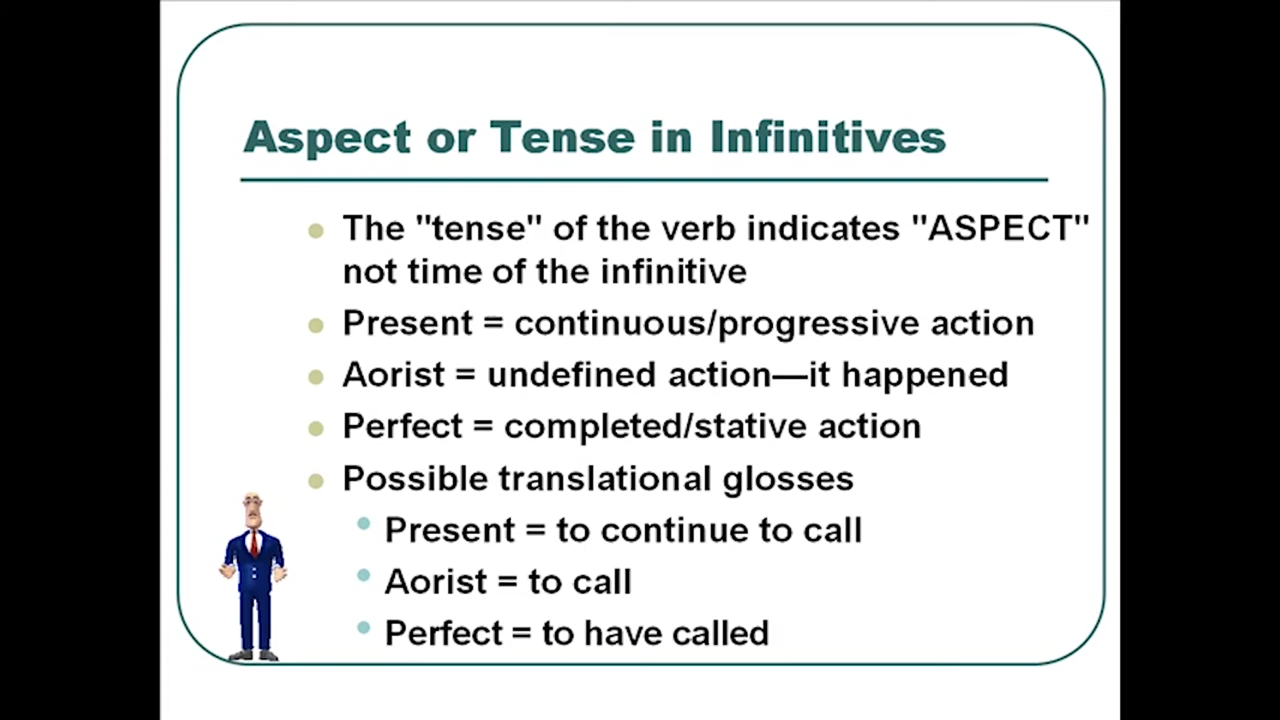 Aspect or Tense in Infinitives
The "tense" of the verb indicates "ASPECT"
not time of the infinitive
Present = continuous/progressive action
Aorist = undefined action—it happened
Perfect = completed/stative action
Possible translational glosses
Present = to continue to call
Aorist = to call
Perfect = to have called